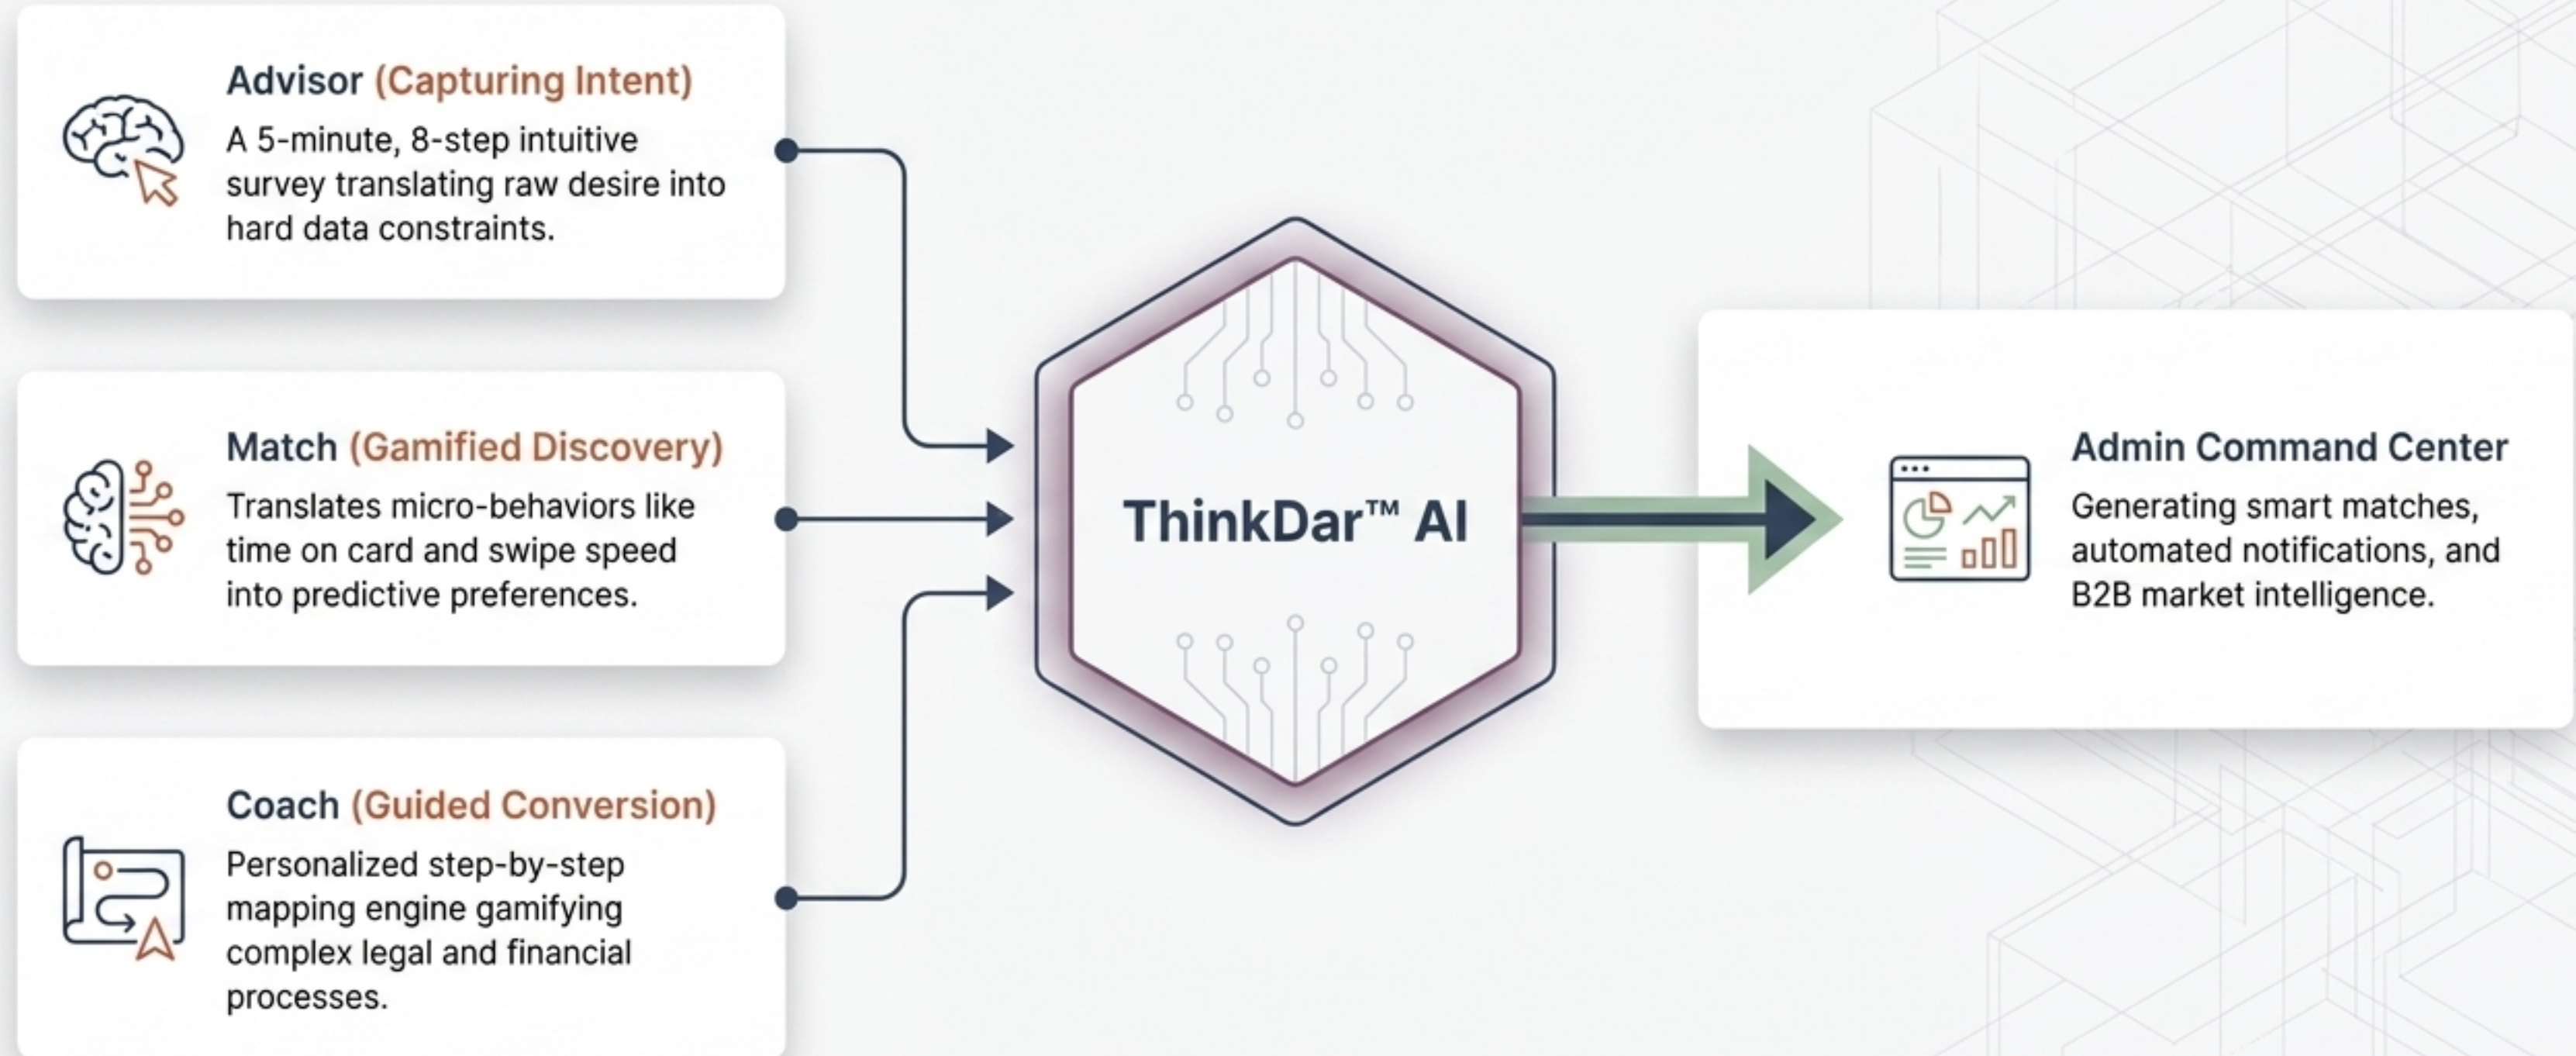 Advisor (Capturing Intent)
A 5-minute, 8-step intuitive
survey translating raw desire into
hard data constraints.
Match (Gamified Discovery)
Translates micro-behaviors like
time on card and swipe speed
into predictive preferences.
Coach (Guided Conversion)
Personalized step-by-step
mapping engine gamifying
complex legal and financial
processes.
ThinkDar™ AI
Admin Command Center
Generating smart matches,
automated notifications, and
B2B market intelligence.